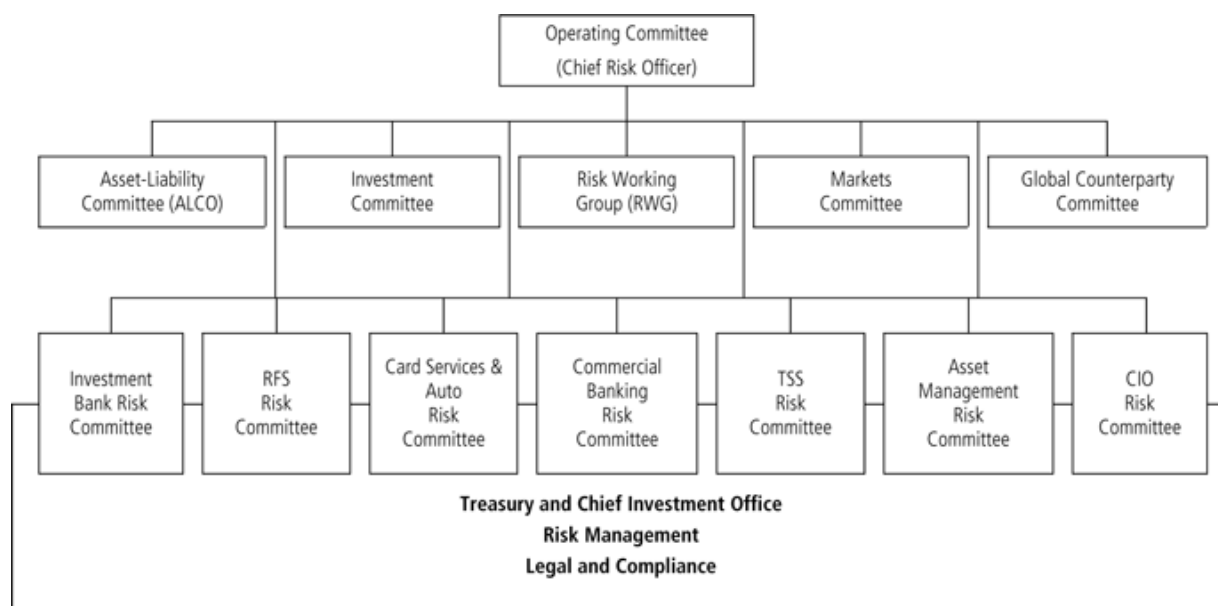 Operating Committee
(Chief Risk Officer)
Asset-Liability
Committee (ALCO)
Investment
Committee
Risk Working
Group (RWG)
Markets
Committee
Global Counterparty
Committee
Investment
Bank Risk
Committee
RFS
Risk
Committee
Card Services &
Auto
Risk
Committee
Commercial
Banking
Risk
Committee
TSS
Risk
Committee
Asset
Management
Risk
Committee
CIO
Risk
Committee
Treasury and Chief Investment Office
Risk Management
Legal and Compliance